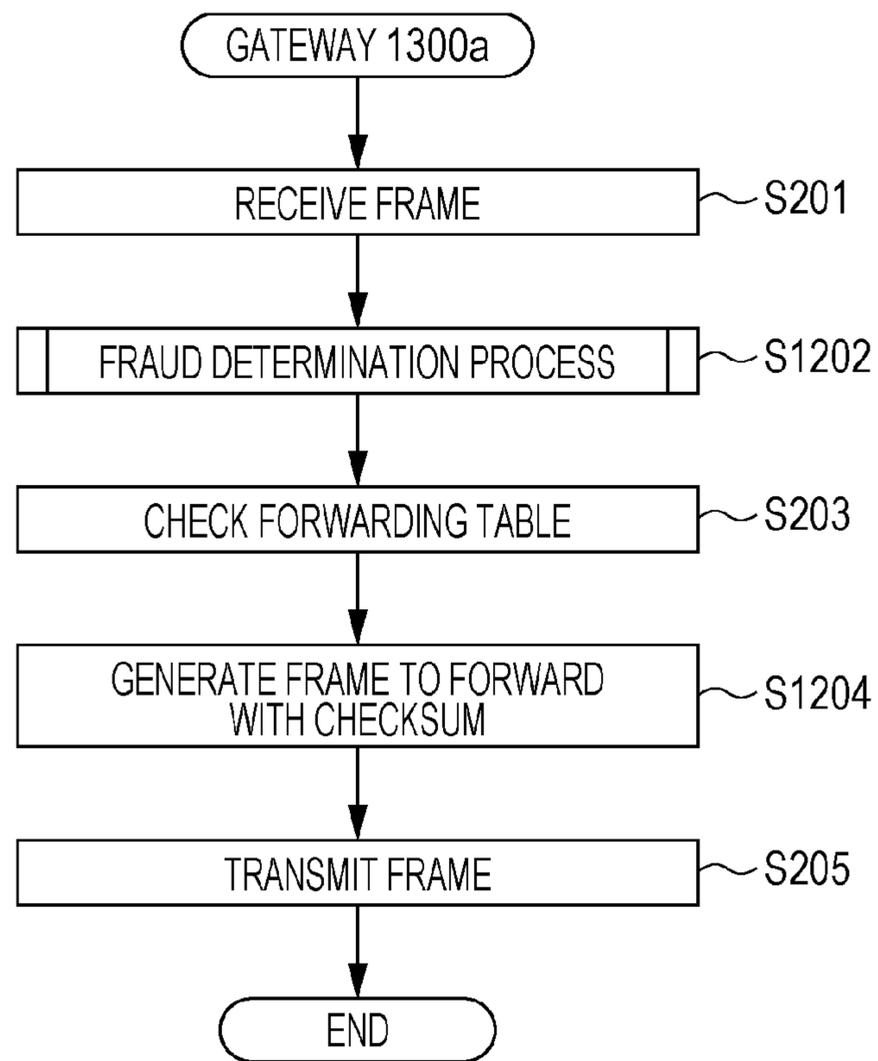 GATEWAY 1300a
RECEIVE FRAME
S201
FRAUD DETERMINATION PROCESS
S1202
CHECK FORWARDING TABLE
S203
GENERATE FRAME TO FORWARD
WITH CHECKSUM
S1204
TRANSMIT FRAME
S205
END